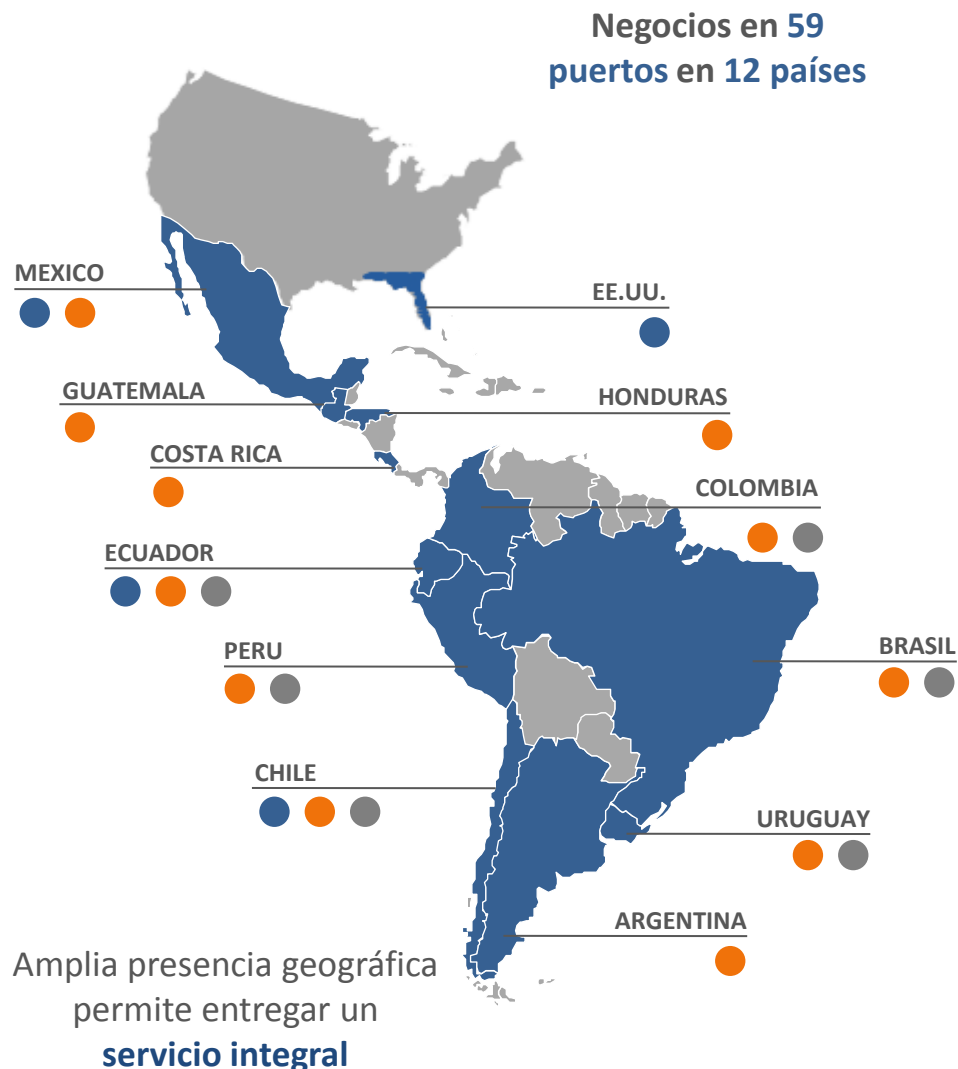 Negocios en 59
puertos en 12 países
MEXICO
EE.UU.
GUATEMALA
HONDURAS
COSTA RICA
COLOMBIA
ECUADOR
PERU
BRASIL
CHILE
URUGUAY
ARGENTINA
Amplia presencia geográfica
permite entregar un
servicio integral